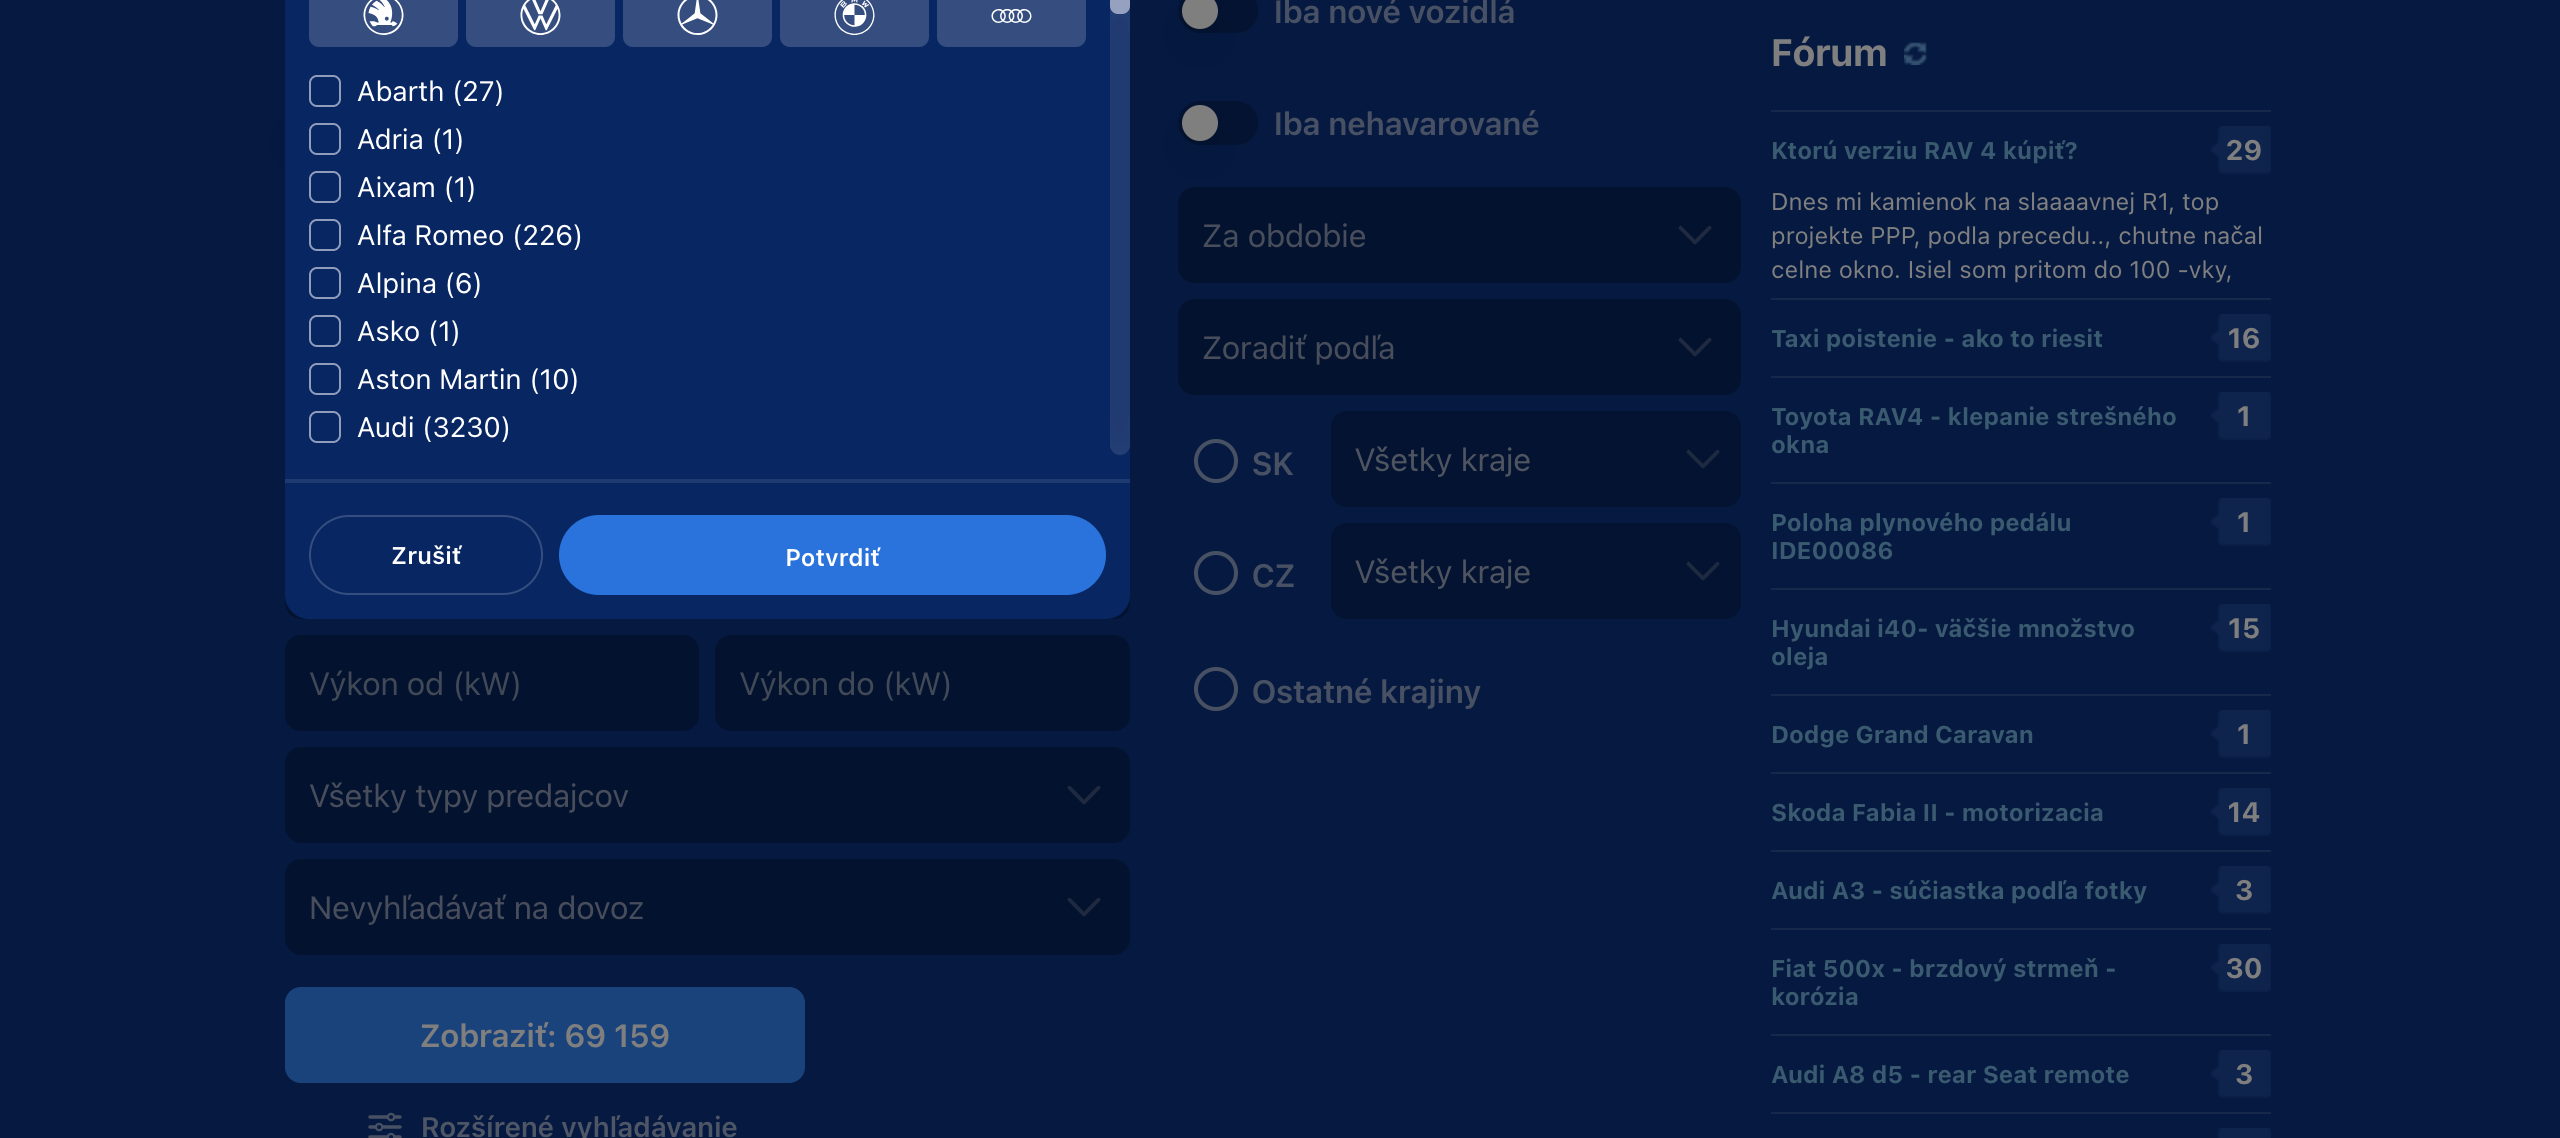 Abarth (27)
Adria (1)
Aixam (1)
Alfa Romeo (226)
Alpina (6)
Asko (1)
Aston Martin (10)
Audi (3230)
Zrušiť
Potvrdiť
Výkon od (kW)
Výkon do (kW)
Všetky typy predajcov
Nevyhľadávať na dovoz
Zobraziť: 69 159
Rozšírené vyhľadávanie
Iba nové vozidlá
Iba nehavarované
Za obdobie
Zoradiť podľa
SK
Všetky kraje
CZ
Všetky kraje
Ostatné krajiny
Fórum
Ktorú verziu RAV 4 kúpiť?
29
Dnes mi kamienok na slaaaavnej R1, top
projekte PPP, podla precedu.., chutne načal
celne okno. Isiel som pritom do 100 -vky,
Taxi poistenie - ako to riesit
16
Toyota RAV4 - klepanie strešného
okna
1
Poloha plynového pedálu
IDE00086
1
Hyundai i40- väčšie množstvo
oleja
15
Dodge Grand Caravan
1
Skoda Fabia II - motorizacia
14
Audi A3 - súčiastka podľa fotky
3
Fiat 500x - brzdový strmeň -
korózia
30
Audi A8 d5 - rear Seat remote
3